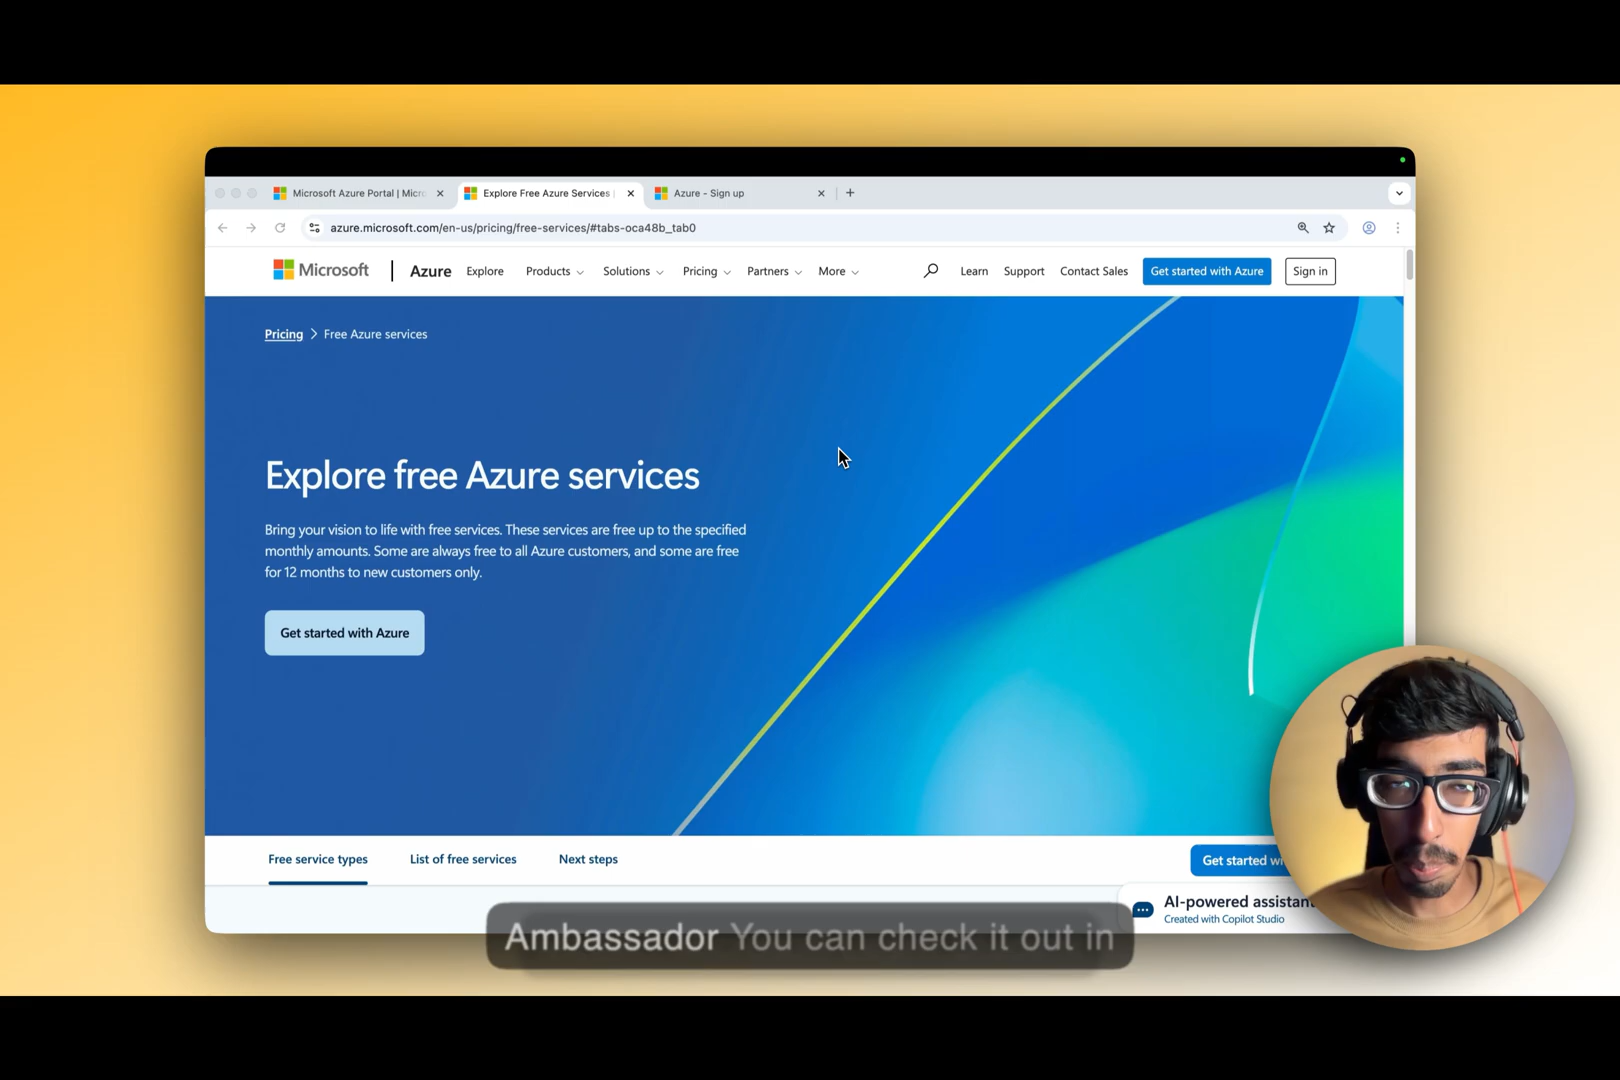 Microsoft Azure Portal | Micro
Explore Free Azure Services |
Azure - Sign up
azure.microsoft.com/en-us/pricing/free-services/#tabs-oca48b_tab0
Microsoft
Azure
Explore
Products
Solutions
Pricing
Partners
More
Learn
Support
Contact Sales
Get started with Azure
Sign in
Pricing > Free Azure services
Explore free Azure services
Bring your vision to life with free services. These services are free up to the specified
monthly amounts. Some are always free to all Azure customers, and some are free
for 12 months to new customers only.
Get started with Azure
Free service types
List of free services
Next steps
Get started wi
AI-powered assistant
Created with Copilot Studio
Ambassador You can check it out in